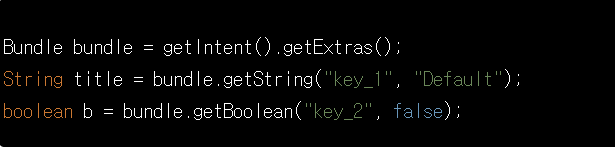 Bundle bundle = getIntent().getExtras();
String title = bundle.getString("key_1", "Default");
boolean b = bundle.getBoolean("key_2", false);